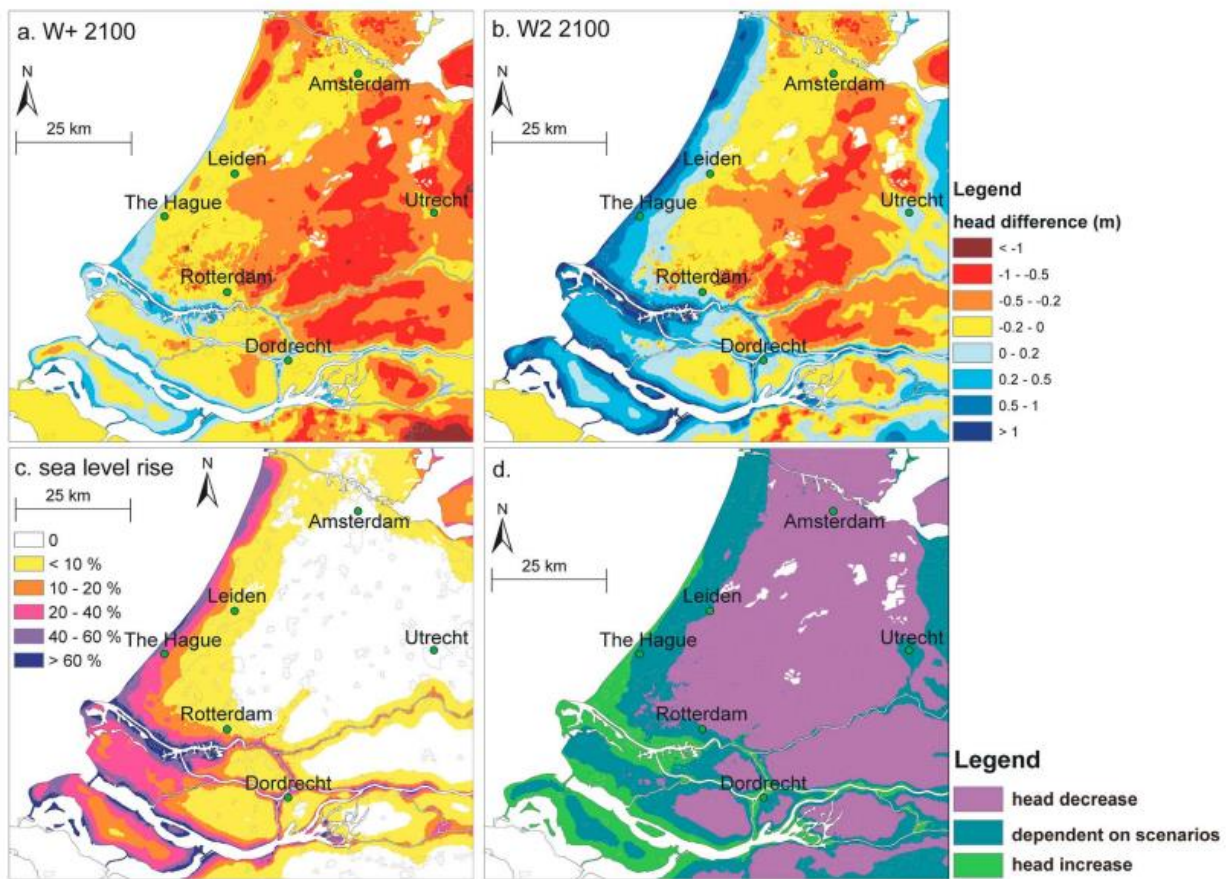 a. W+ 2100
N
25 km
Amsterdam
Leiden
The Hague
Utrecht
Rotterdam
Dordrecht
b. W2 2100
N
25 km
Amsterdam
Leiden
The Hague
Utrecht
Rotterdam
Dordrecht
Legend
head difference (m)
< -1
-1 - -0.5
-0.5 - -0.2
-0.2 - 0
0 - 0.2
0.2 - 0.5
0.5 - 1
> 1
c. sea level rise
N
25 km
0
< 10 %
10 - 20 %
20 - 40 %
40 - 60 %
> 60 %
Amsterdam
Leiden
The Hague
Utrecht
Rotterdam
Dordrecht
d.
N
25 km
Amsterdam
Leiden
The Hague
Utrecht
Rotterdam
Dordrecht
Legend
head decrease
dependent on scenarios
head increase